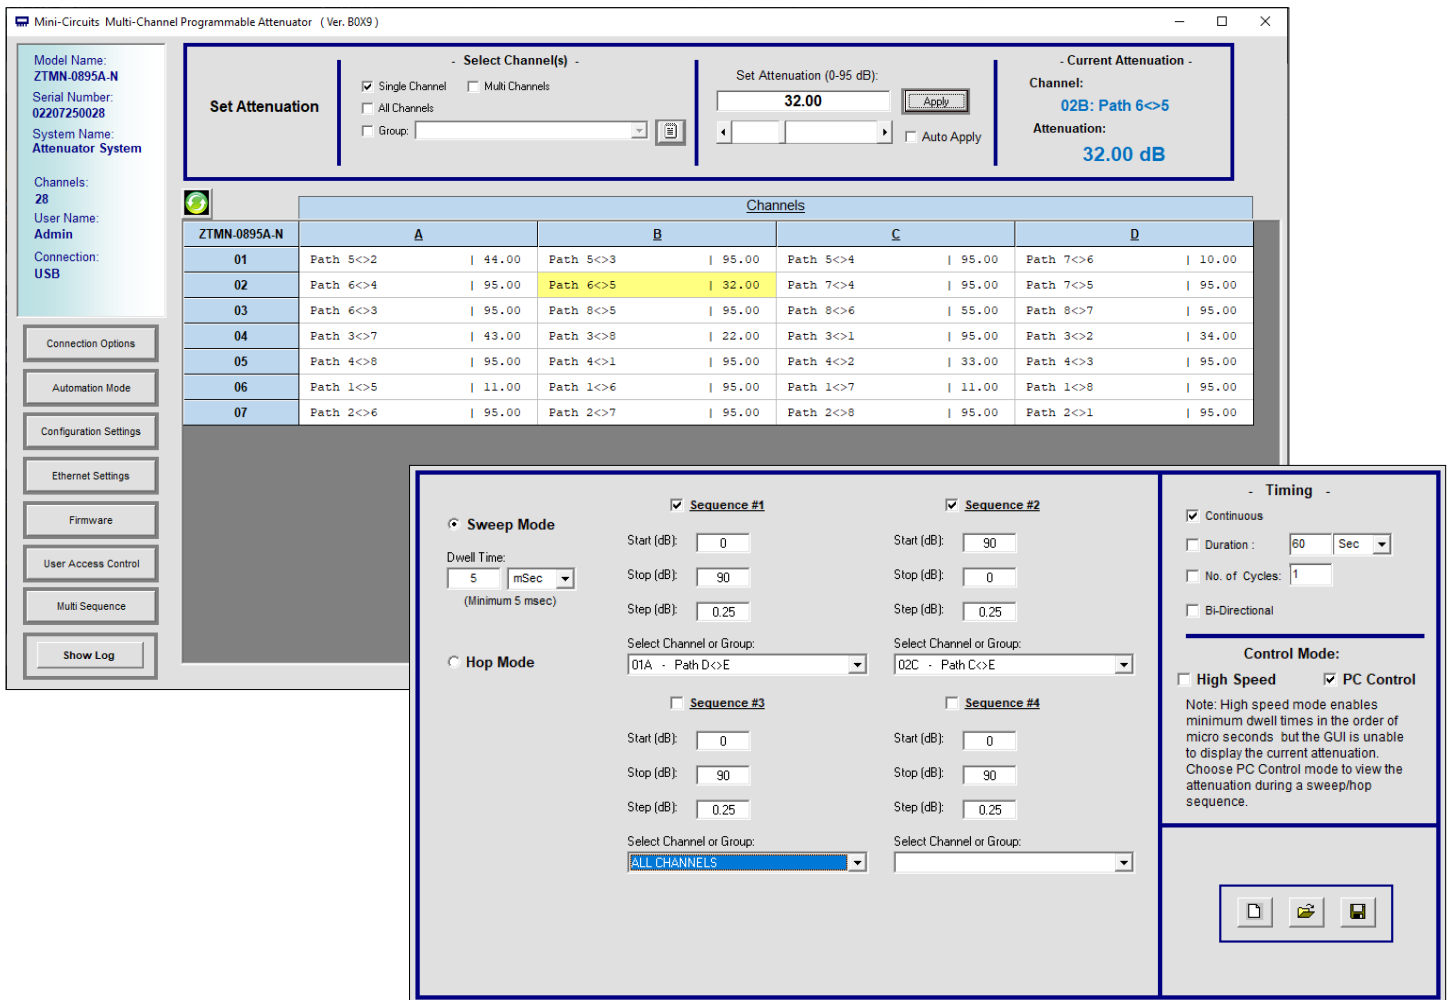 Mini-Circuits Multi-Channel Programmable Attenuator ( Ver. B0X9 )
Model Name:
ZTMN-0895A-N
Serial Number:
02207250028
System Name:
Attenuator System
Channels:
28
User Name:
Admin
Connection:
USB
Connection Options
Automation Mode
Configuration Settings
Ethernet Settings
Firmware
User Access Control
Multi Sequence
Show Log
Set Attenuation
- Select Channel(s) -
Single Channel Multi Channels
All Channels
Group:
Set Attenuation (0-95 dB):
32.00 Apply
Auto Apply
- Current Attenuation -
Channel:
02B: Path 6<>5
Attenuation:
32.00 dB
Channels
ZTMN-0895A-N A B C D
01 Path 5<>2 | 44.00 Path 5<>3 | 95.00 Path 5<>4 | 95.00 Path 7<>6 | 10.00
02 Path 6<>4 | 95.00 Path 6<>5 | 32.00 Path 7<>4 | 95.00 Path 7<>5 | 95.00
03 Path 6<>3 | 95.00 Path 8<>5 | 95.00 Path 8<>6 | 55.00 Path 8<>7 | 95.00
04 Path 3<>7 | 43.00 Path 3<>8 | 22.00 Path 3<>1 | 95.00 Path 3<>2 | 34.00
05 Path 4<>8 | 95.00 Path 4<>1 | 95.00 Path 4<>2 | 33.00 Path 4<>3 | 95.00
06 Path 1<>5 | 11.00 Path 1<>6 | 95.00 Path 1<>7 | 11.00 Path 1<>8 | 95.00
07 Path 2<>6 | 95.00 Path 2<>7 | 95.00 Path 2<>8 | 95.00 Path 2<>1 | 95.00
Sweep Mode
Dwell Time:
5 mSec
(Minimum 5 msec)
Hop Mode
Sequence #1
Start (dB): 0
Stop (dB): 90
Step (dB): 0.25
Select Channel or Group:
01A - Path D<>E
Sequence #2
Start (dB): 90
Stop (dB): 0
Step (dB): 0.25
Select Channel or Group:
02C - Path C<>E
Sequence #3
Start (dB): 0
Stop (dB): 90
Step (dB): 0.25
Select Channel or Group:
ALL CHANNELS
Sequence #4
Start (dB): 0
Stop (dB): 90
Step (dB): 0.25
Select Channel or Group:
- Timing -
Continuous
Duration : 60 Sec
No. of Cycles: 1
Bi-Directional
Control Mode:
High Speed PC Control
Note: High speed mode enables
minimum dwell times in the order of
micro seconds but the GUI is unable
to display the current attenuation.
Choose PC Control mode to view the
attenuation during a sweep/hop
sequence.